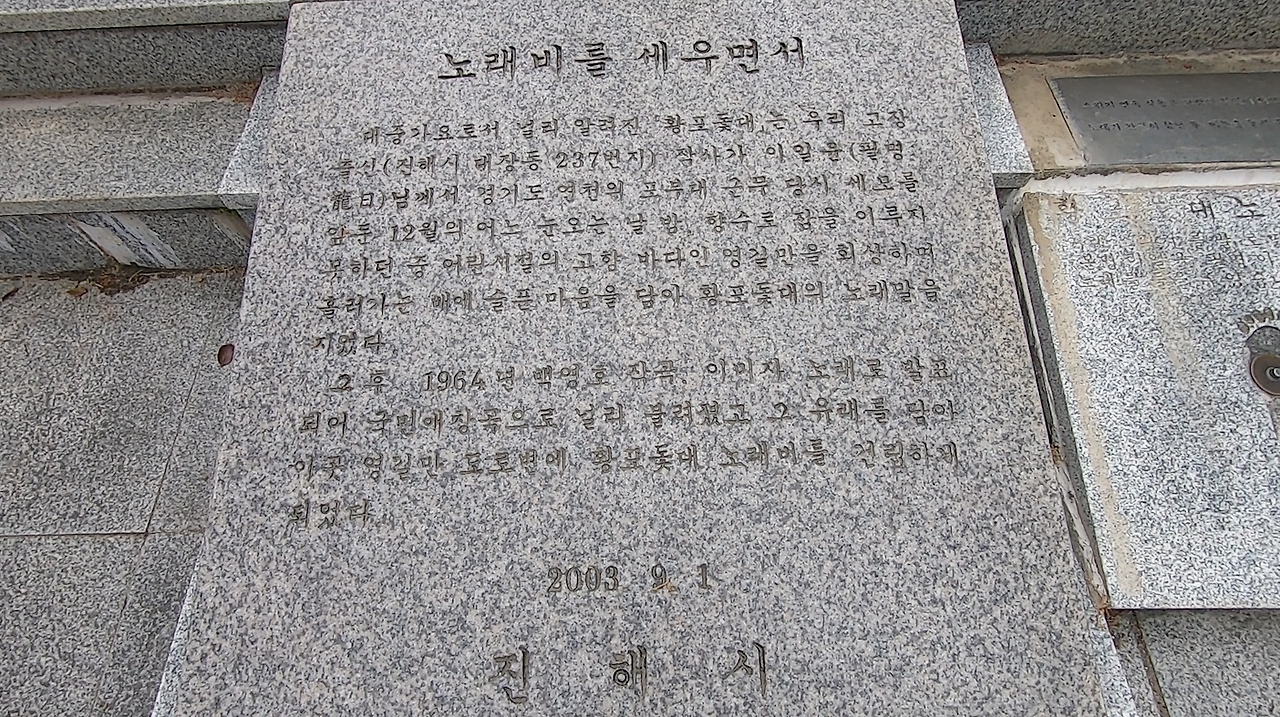 노래비를 세우면서
대중가요로서 널리 알려진 「황포돛대」는 우리 고장
출신(진해시 대장동 237번지) 작사가 이일윤(필명:
龍日)님께서 경기도 연천의 포부대 근무 당시 세모를
앞둔 12월의 어느 눈오는 날 밤, 향수로 잠을 이루지
못하던 중 어린시절의 고향 바다인 영길만을 회상하며
흘러가는 배에 슬픈 마음을 담아 황포돛대의 노래말을
지었다.
그 후 1964년 백영호 작곡, 이미자 노래로 발표
되어 국민애창곡으로 널리 불려졌고 그 유래를 담아
이곳 영길만 도로변에 황포돛대 노래비를 건립하게
되었다.
2003. 9. 1
진 해 시
대 노